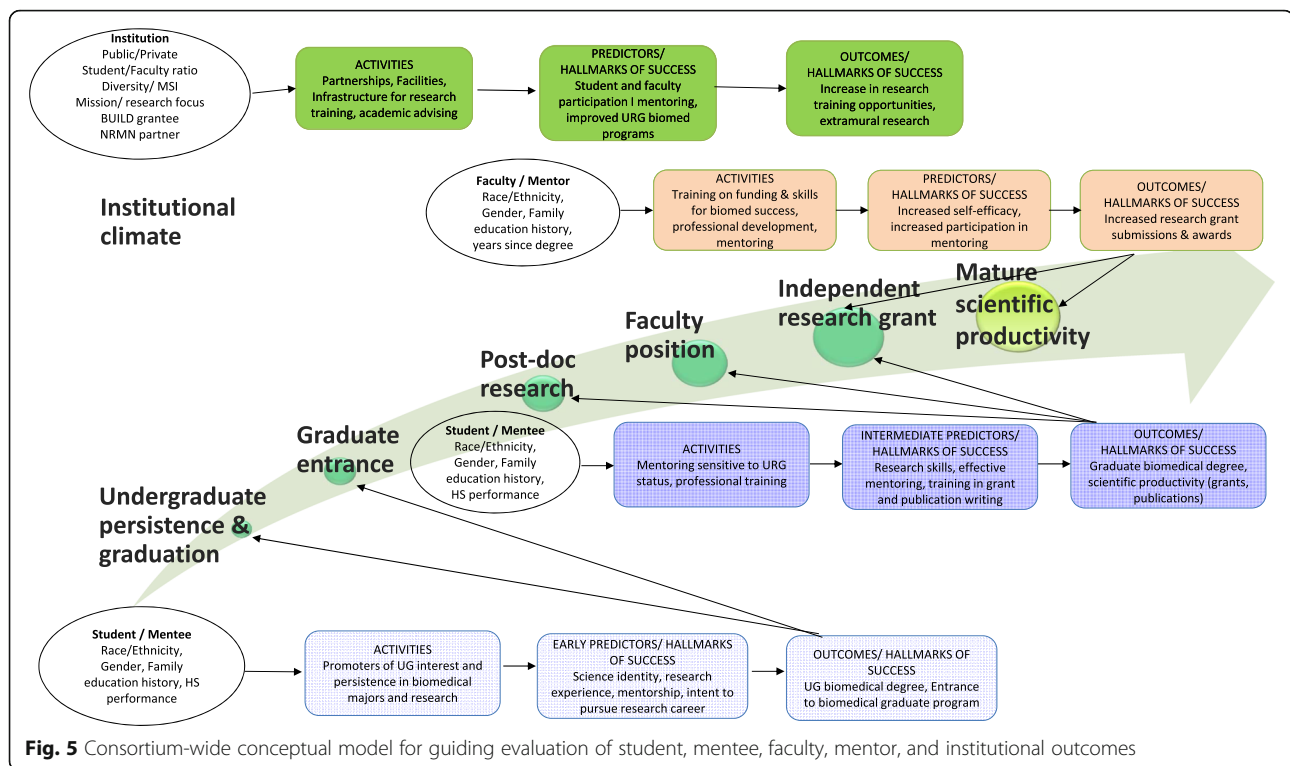 Institution
Public/Private
Student/Faculty ratio
Diversity/ MSI
Mission/ research focus
BUILD grantee
NRMN partner
ACTIVITIES
Partnerships, Facilities,
Infrastructure for research
training, academic advising
PREDICTORS/
HALLMARKS OF SUCCESS
Student and faculty
participation I mentoring,
improved URG biomed
programs
OUTCOMES/
HALLMARKS OF SUCCESS
Increase in research
training opportunities,
extramural research
Institutional
climate
Faculty / Mentor
Race/Ethnicity,
Gender, Family
education history,
years since degree
ACTIVITIES
Training on funding & skills
for biomed success,
professional development,
mentoring
PREDICTORS/
HALLMARKS OF SUCCESS
Increased self-efficacy,
increased participation in
mentoring
OUTCOMES/
HALLMARKS OF SUCCESS
Increased research grant
submissions & awards
Mature
scientific
productivity
Independent
research grant
Faculty
position
Post-doc
research
Graduate
entrance
Undergraduate
persistence &
graduation
Student / Mentee
Race/Ethnicity,
Gender, Family
education history,
HS performance
ACTIVITIES
Mentoring sensitive to URG
status, professional training
INTERMEDIATE PREDICTORS/
HALLMARKS OF SUCCESS
Research skills, effective
mentoring, training in grant
and publication writing
OUTCOMES/
HALLMARKS OF SUCCESS
Graduate biomedical degree,
scientific productivity (grants,
publications)
Student / Mentee
Race/Ethnicity,
Gender, Family
education history, HS
performance
ACTIVITIES
Promoters of UG interest and
persistence in biomedical
majors and research
EARLY PREDICTORS/ HALLMARKS
OF SUCCESS
Science identity, research
experience, mentorship, intent to
pursue research career
OUTCOMES/ HALLMARKS OF
SUCCESS
UG biomedical degree, Entrance
to biomedical graduate program
Fig. 5 Consortium-wide conceptual model for guiding evaluation of student, mentee, faculty, mentor, and institutional outcomes